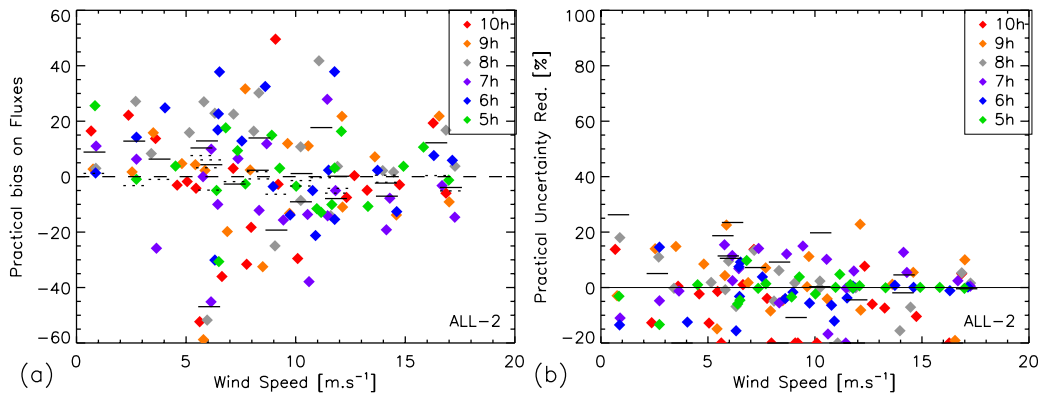 60
40
20
0
-20
-40
-60
Practical bias on Fluxes
10h
9h
8h
7h
6h
5h
ALL-2
0 5 10 15 20
Wind Speed [m.s⁻¹]
(a)
100
80
60
40
20
0
-20
Practical Uncertainty Red. [%]
10h
9h
8h
7h
6h
5h
ALL-2
0 5 10 15 20
Wind Speed [m.s⁻¹]
(b)